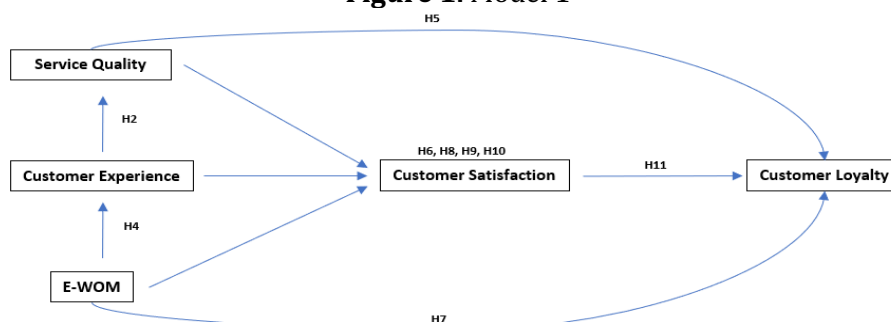 Figure 1. Model 1
H5
Service Quality
H2
H6, H8, H9, H10
Customer Experience
Customer Satisfaction
H11
Customer Loyalty
H4
E-WOM
H7